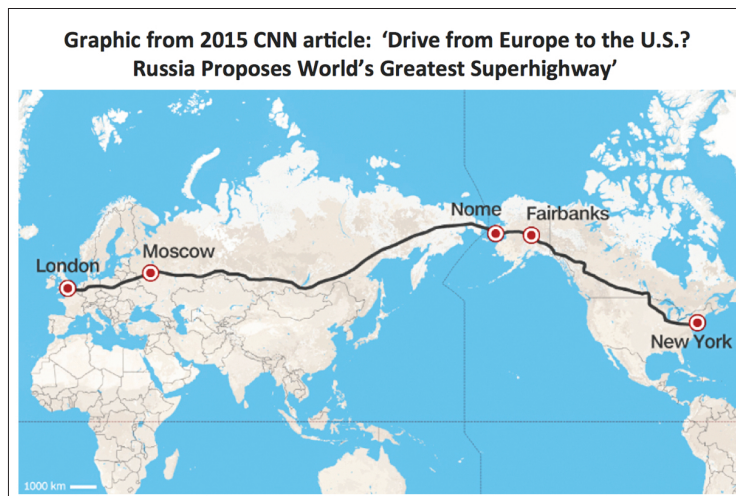 Graphic from 2015 CNN article:  ‘Drive from Europe to the U.S.?
Russia Proposes World’s Greatest Superhighway’
Nome
Fairbanks
Moscow
London
New York
1000 km